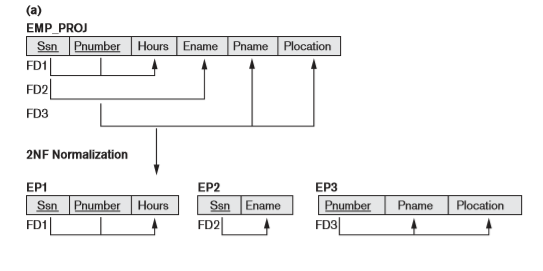 (a)
EMP_PROJ
Ssn Pnumber Hours Ename Pname Plocation
FD1
FD2
FD3
2NF Normalization
EP1 EP2 EP3
Ssn Pnumber Hours Ssn Ename Pnumber Pname Plocation
FD1 FD2 FD3